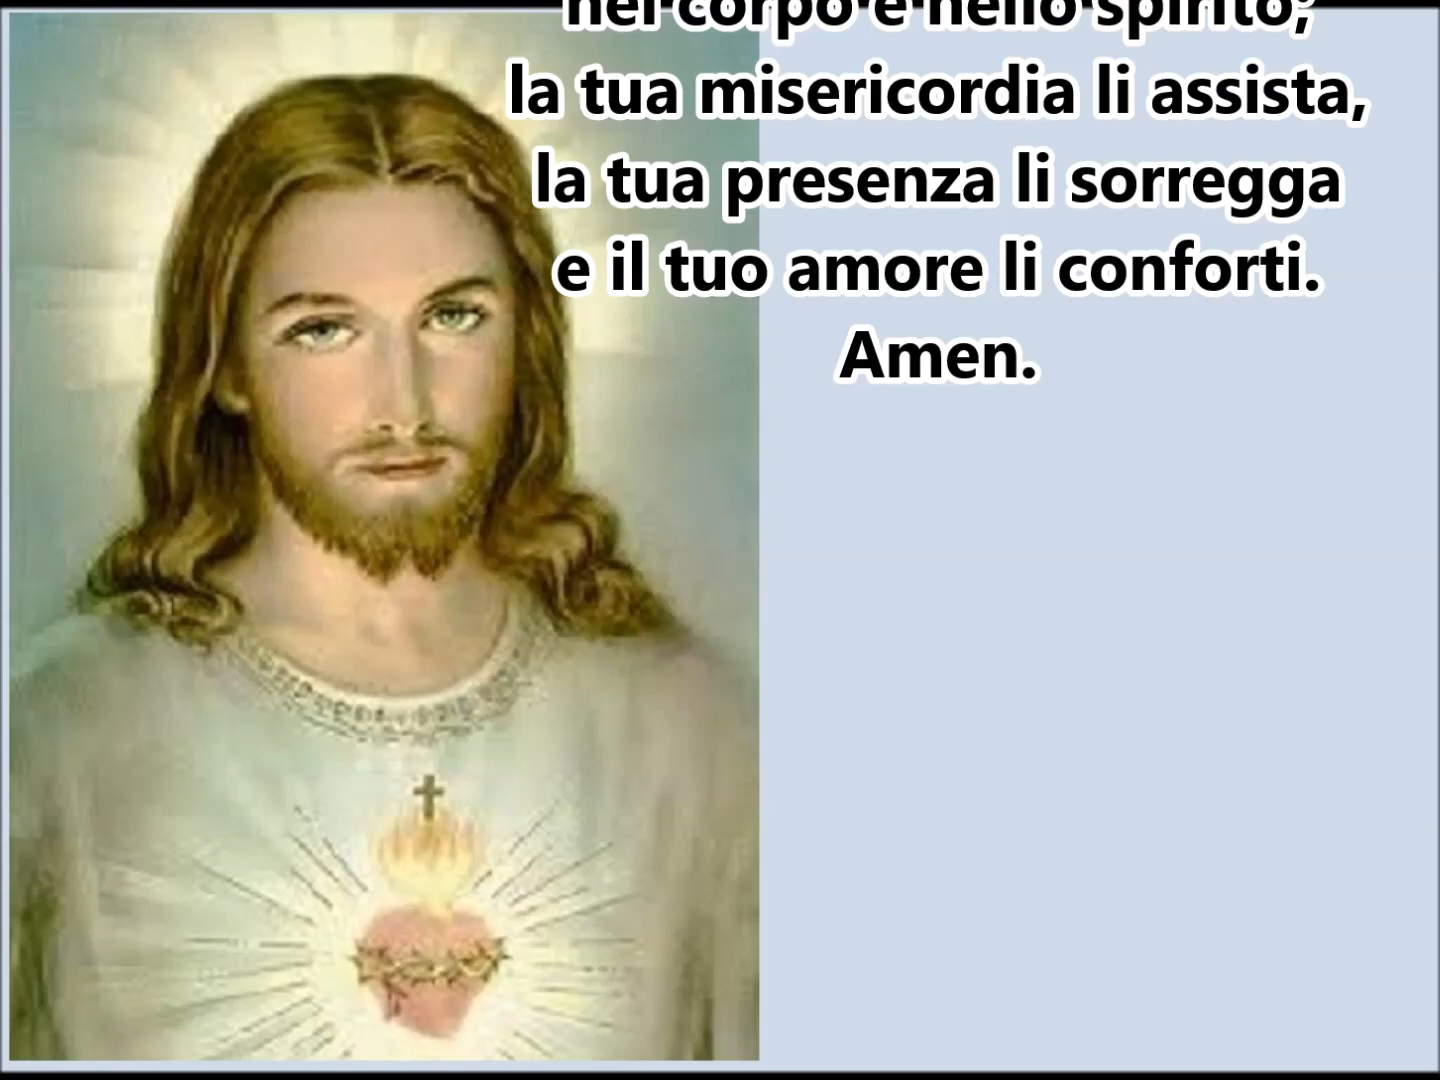 nel corpo e nello spirito;
la tua misericordia li assista,
la tua presenza li sorregga
e il tuo amore li conforti.
Amen.